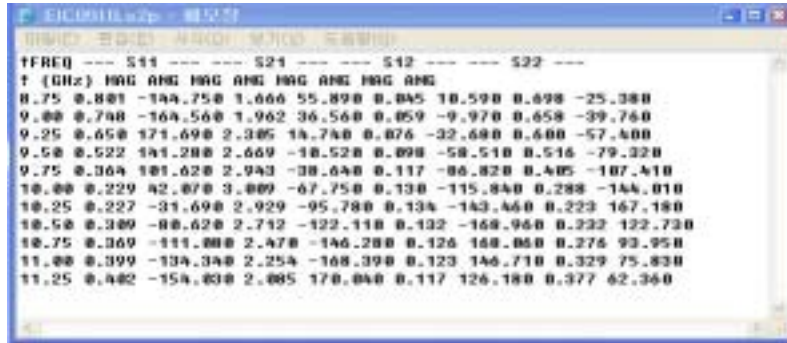 메모장
!FREQ --- S11 --- --- S21 --- --- S12 --- --- S22 ---
! (GHz) MAG ANG MAG ANG MAG ANG MAG ANG
8.75 0.801 -144.750 1.666 55.890 0.045 10.590 0.698 -25.380
9.00 0.748 -164.560 1.962 36.560 0.059 -9.970 0.658 -39.760
9.25 0.650 171.690 2.305 14.740 0.076 -32.680 0.600 -57.400
9.50 0.522 141.280 2.669 -10.520 0.098 -58.510 0.516 -79.320
9.75 0.364 101.620 2.943 -38.640 0.117 -86.820 0.405 -107.410
10.00 0.229 42.070 3.009 -67.750 0.130 -115.840 0.288 -144.010
10.25 0.227 -31.690 2.929 -95.780 0.134 -143.460 0.223 167.180
10.50 0.309 -80.620 2.712 -122.110 0.132 -168.960 0.232 122.730
10.75 0.369 -111.080 2.470 -146.280 0.126 168.060 0.276 93.950
11.00 0.399 -134.340 2.254 -168.390 0.123 146.710 0.329 75.830
11.25 0.402 -154.030 2.085 170.040 0.117 126.180 0.377 62.360